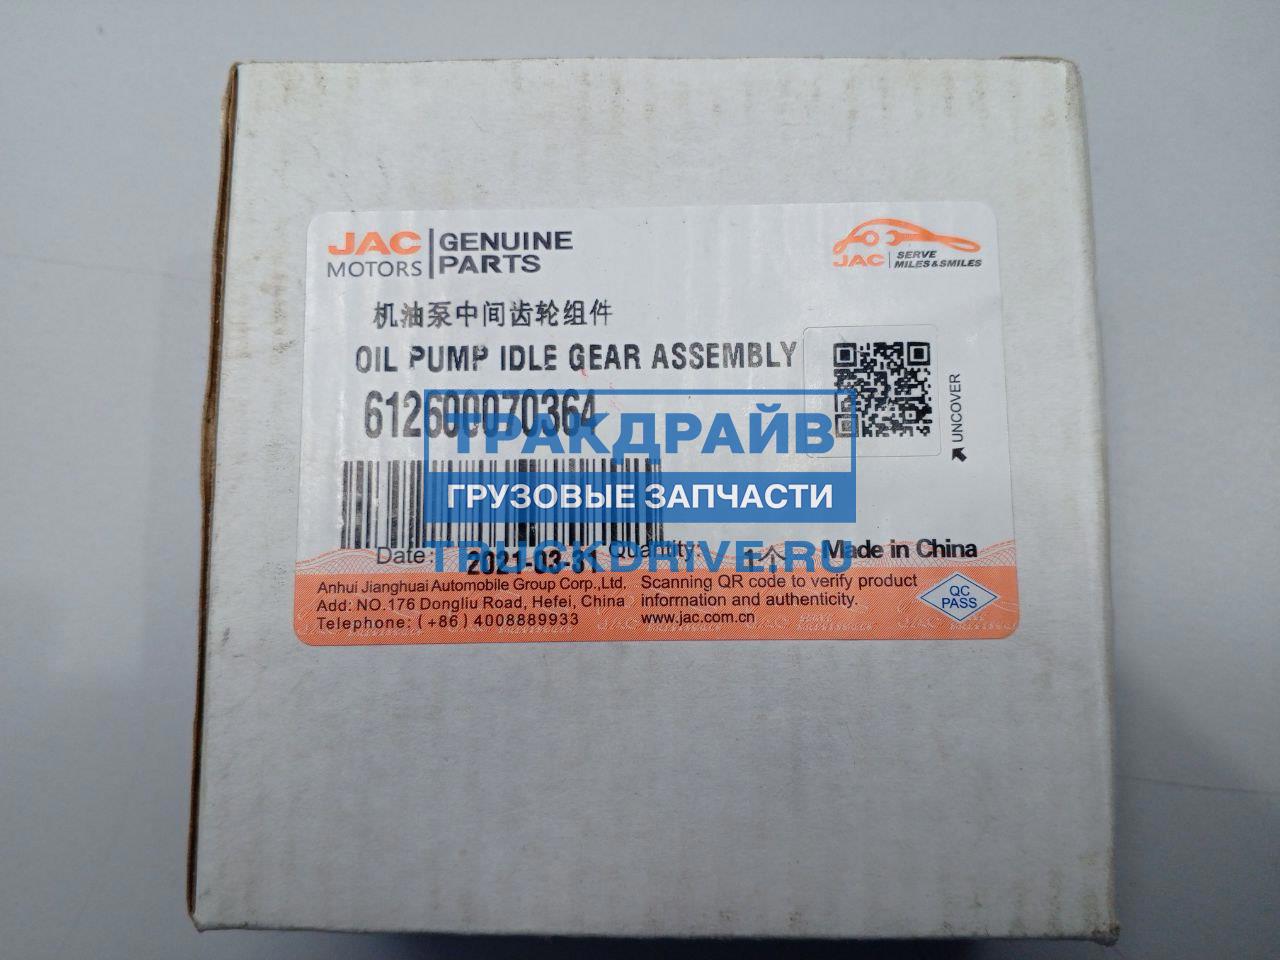 JAC MOTORS GENUINE PARTS
JAC SERVE MILES & SMILES
机油泵中间齿轮组件
OIL PUMP IDLE GEAR ASSEMBLY
612600070364
UNCOVER
ТРАКДРАЙВ
ГРУЗОВЫЕ ЗАПЧАСТИ
TRUCKDRIVE.RU
Date: 2021-03-31 Quantity: 1个 Made in China
Anhui Jianghuai Automobile Group Corp.,Ltd.
Add: NO.176 Dongliu Road, Hefei, China
Telephone: (+86) 4008889933
Scanning QR code to verify product
information and authenticity.
www.jac.com.cn
QC
PASS